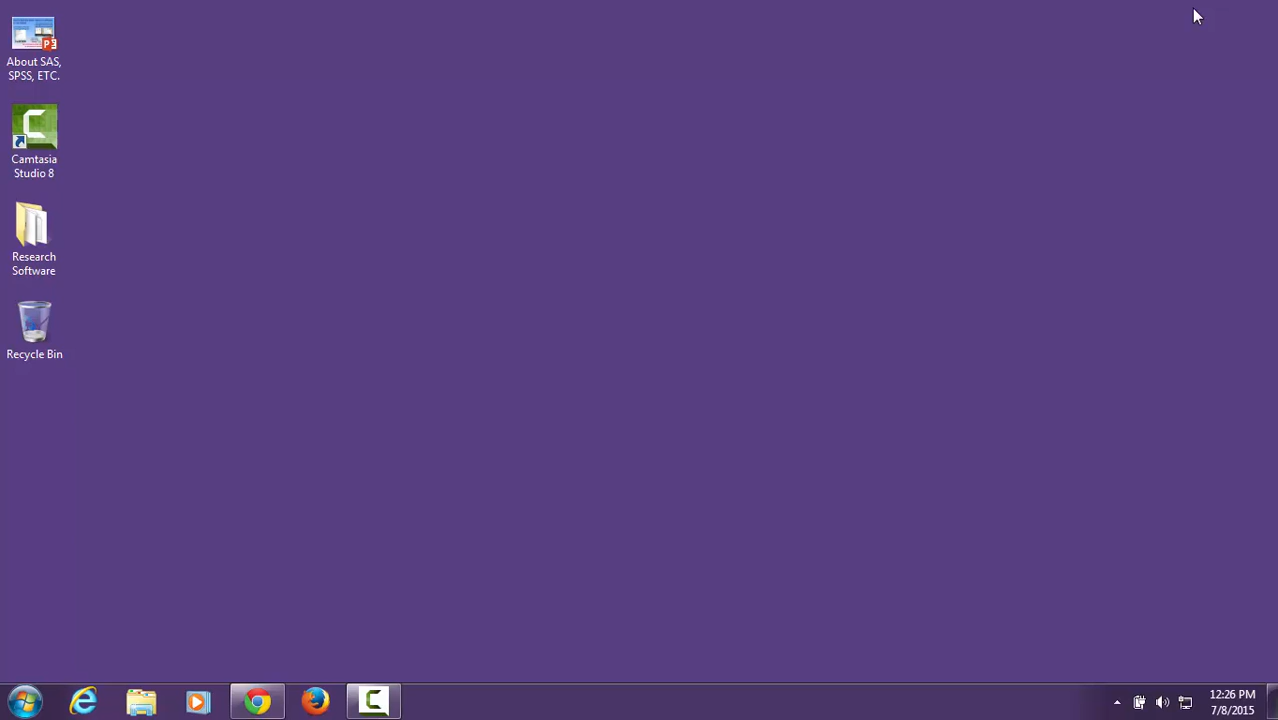 About SAS,
SPSS, ETC.
Camtasia
Studio 8
Research
Software
Recycle Bin
12:26 PM
7/8/2015